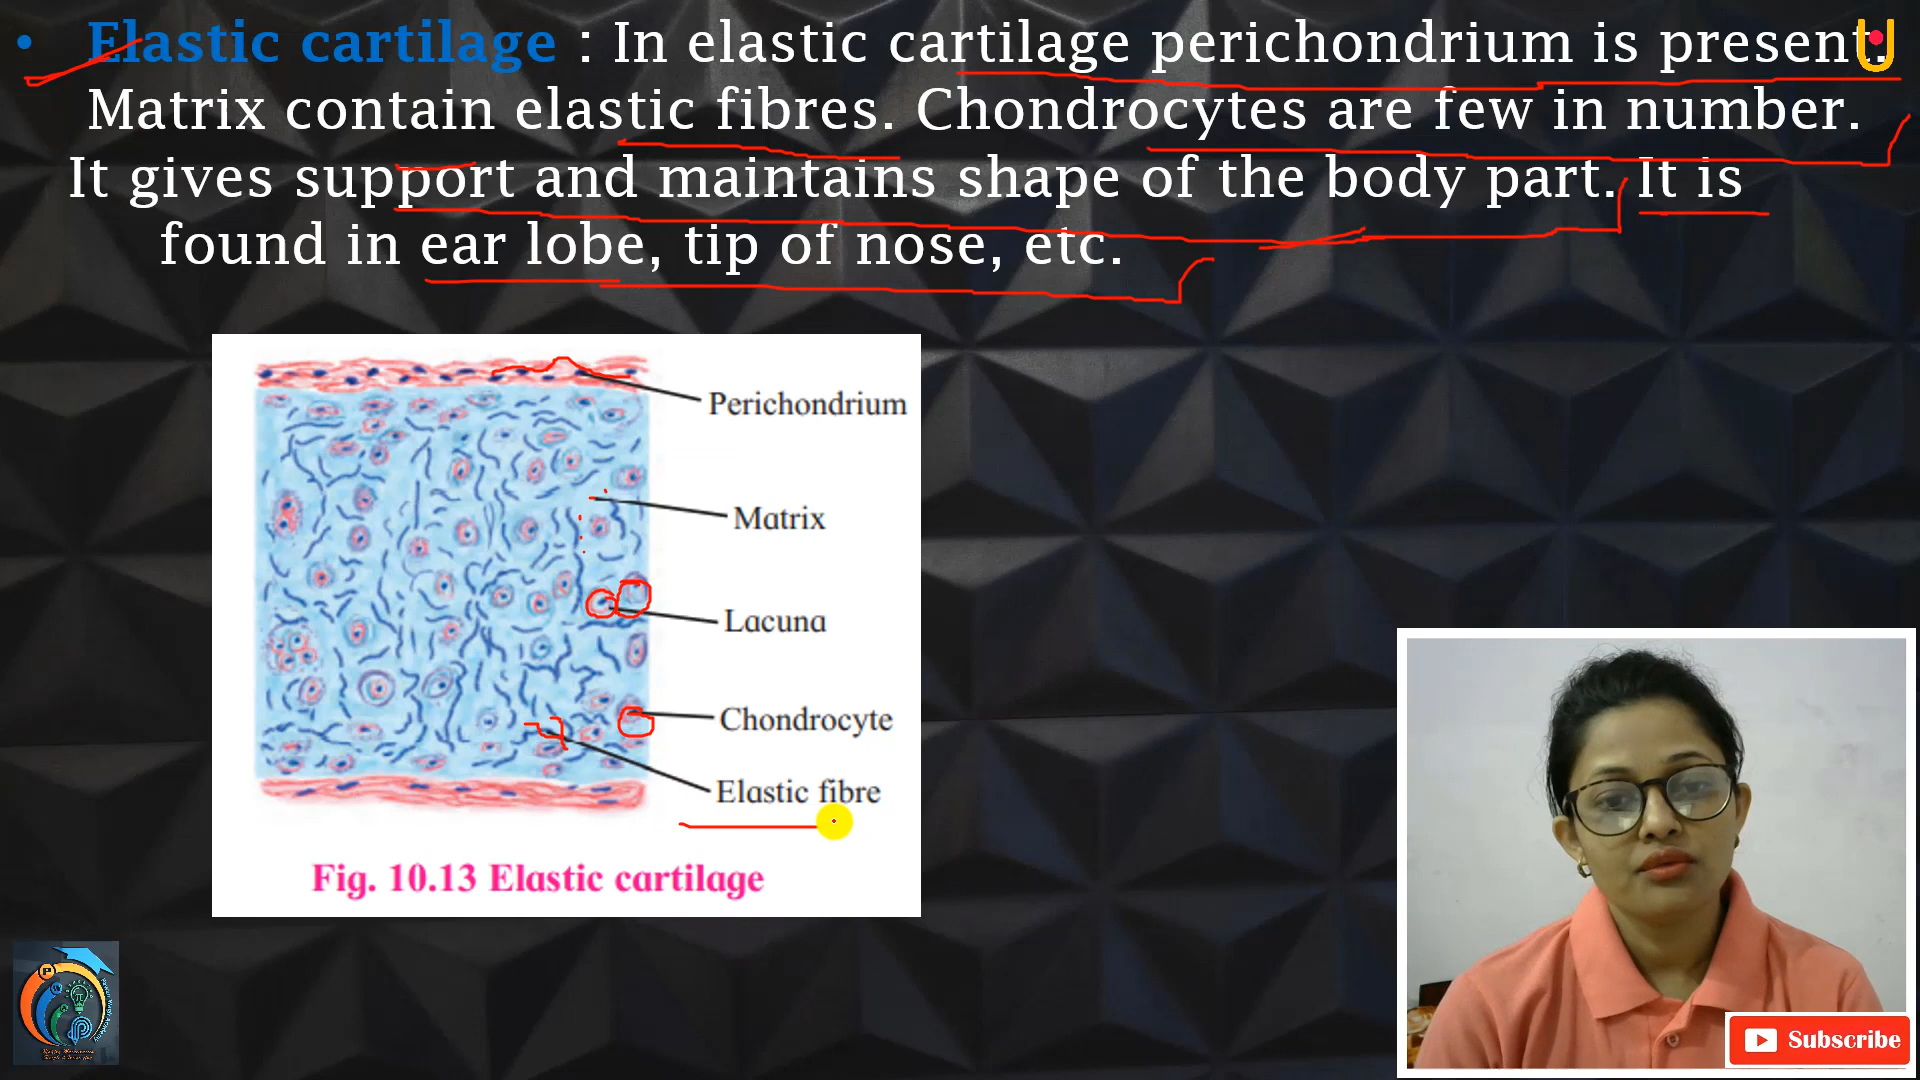 • Elastic cartilage : In elastic cartilage perichondrium is present.
Matrix contain elastic fibres. Chondrocytes are few in number.
It gives support and maintains shape of the body part. It is
found in ear lobe, tip of nose, etc.
Perichondrium
Matrix
Lacuna
Chondrocyte
Elastic fibre
Fig. 10.13 Elastic cartilage
Subscribe